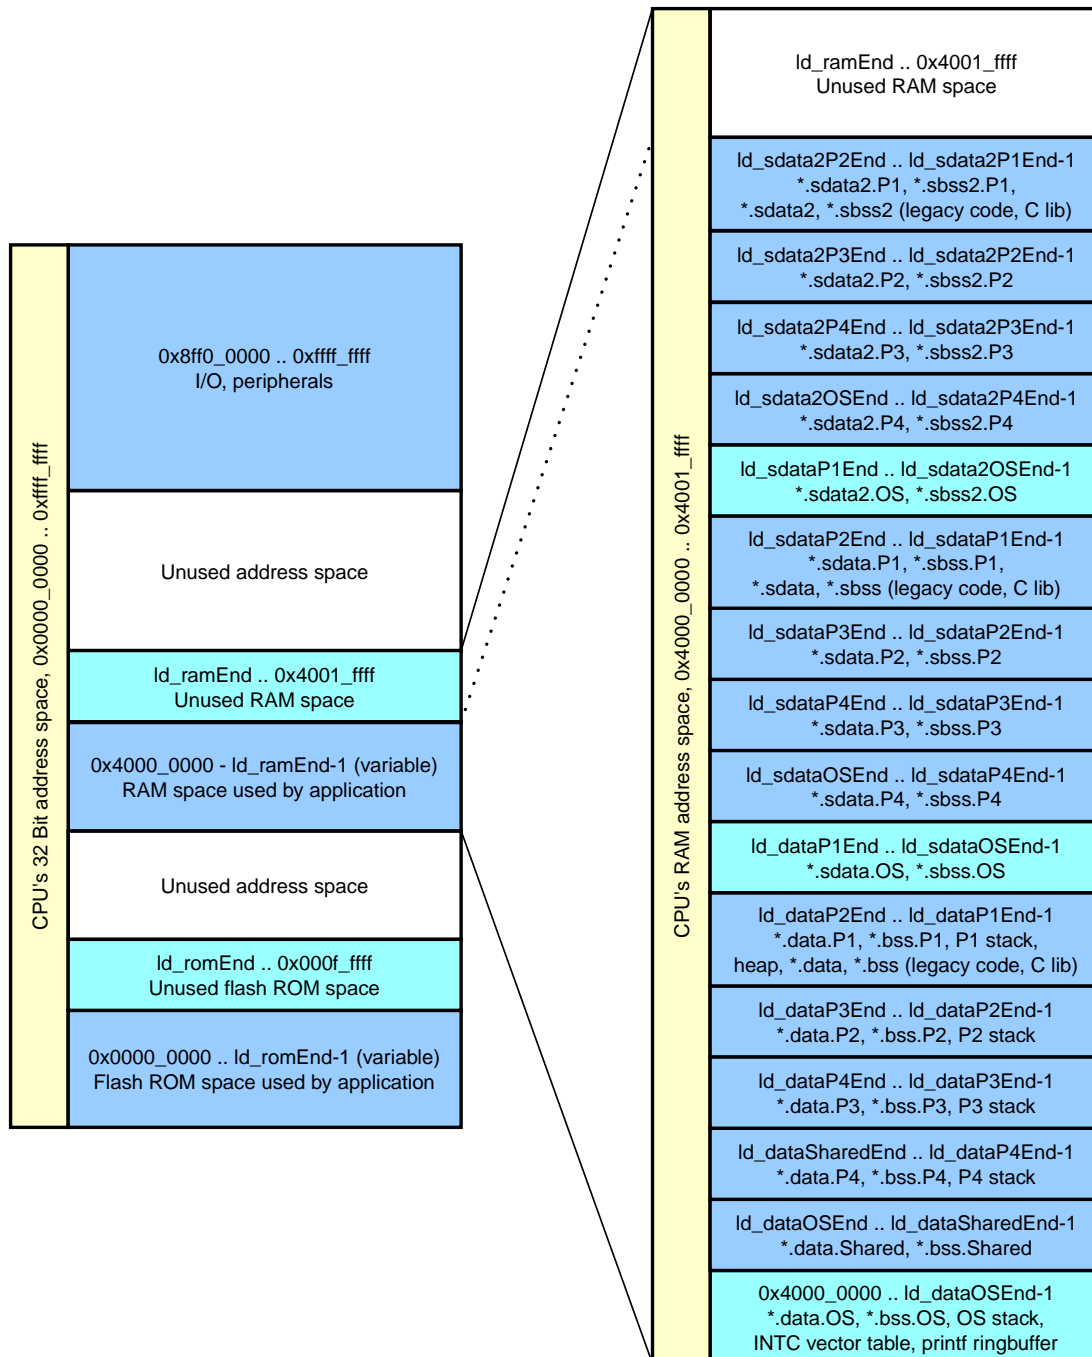 CPU's 32 Bit address space, 0x0000_0000 .. 0xffff_ffff
0x8ff0_0000 .. 0xffff_ffff
I/O, peripherals
Unused address space
ld_ramEnd .. 0x4001_ffff
Unused RAM space
0x4000_0000 - ld_ramEnd-1 (variable)
RAM space used by application
Unused address space
ld_romEnd .. 0x000f_ffff
Unused flash ROM space
0x0000_0000 .. ld_romEnd-1 (variable)
Flash ROM space used by application
CPU's RAM address space, 0x4000_0000 .. 0x4001_ffff
ld_ramEnd .. 0x4001_ffff
Unused RAM space
ld_sdata2P2End .. ld_sdata2P1End-1
*.sdata2.P1, *.sbss2.P1,
*.sdata2, *.sbss2 (legacy code, C lib)
ld_sdata2P3End .. ld_sdata2P2End-1
*.sdata2.P2, *.sbss2.P2
ld_sdata2P4End .. ld_sdata2P3End-1
*.sdata2.P3, *.sbss2.P3
ld_sdata2OSEnd .. ld_sdata2P4End-1
*.sdata2.P4, *.sbss2.P4
ld_sdataP1End .. ld_sdata2OSEnd-1
*.sdata2.OS, *.sbss2.OS
ld_sdataP2End .. ld_sdataP1End-1
*.sdata.P1, *.sbss.P1,
*.sdata, *.sbss (legacy code, C lib)
ld_sdataP3End .. ld_sdataP2End-1
*.sdata.P2, *.sbss.P2
ld_sdataP4End .. ld_sdataP3End-1
*.sdata.P3, *.sbss.P3
ld_sdataOSEnd .. ld_sdataP4End-1
*.sdata.P4, *.sbss.P4
ld_dataP1End .. ld_sdataOSEnd-1
*.sdata.OS, *.sbss.OS
ld_dataP2End .. ld_dataP1End-1
*.data.P1, *.bss.P1, P1 stack,
heap, *.data, *.bss (legacy code, C lib)
ld_dataP3End .. ld_dataP2End-1
*.data.P2, *.bss.P2, P2 stack
ld_dataP4End .. ld_dataP3End-1
*.data.P3, *.bss.P3, P3 stack
ld_dataSharedEnd .. ld_dataP4End-1
*.data.P4, *.bss.P4, P4 stack
ld_dataOSEnd .. ld_dataSharedEnd-1
*.data.Shared, *.bss.Shared
0x4000_0000 .. ld_dataOSEnd-1
*.data.OS, *.bss.OS, OS stack,
INTC vector table, printf ringbuffer